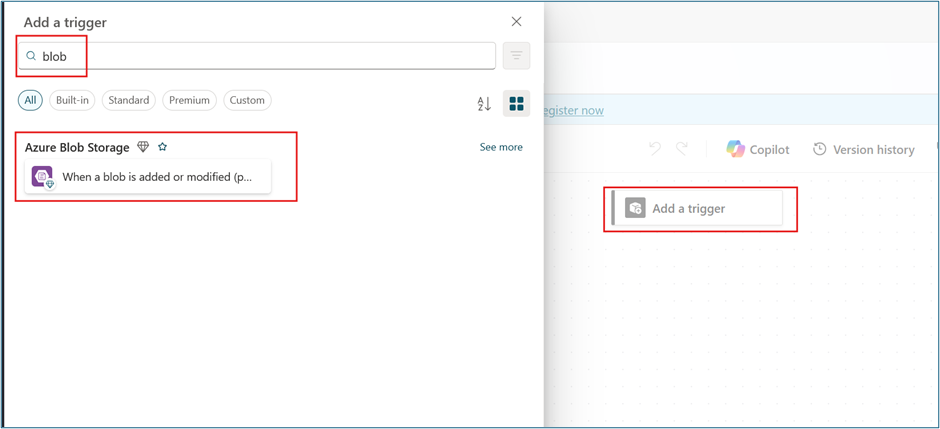 Add a trigger
blob
All
Built-in
Standard
Premium
Custom
Azure Blob Storage
See more
When a blob is added or modified (p...
egister now
Copilot
Version history
Add a trigger